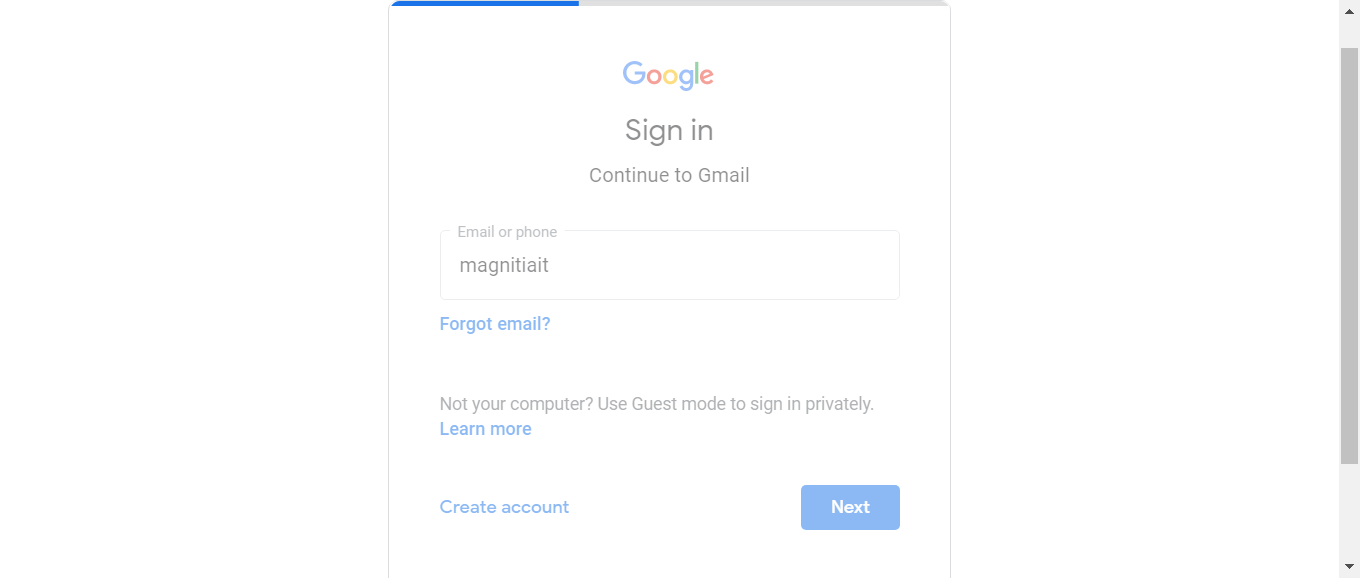 Google
Sign in
Continue to Gmail
Email or phone
magnitiait
Forgot email?
Not your computer? Use Guest mode to sign in privately.
Learn more
Create account
Next